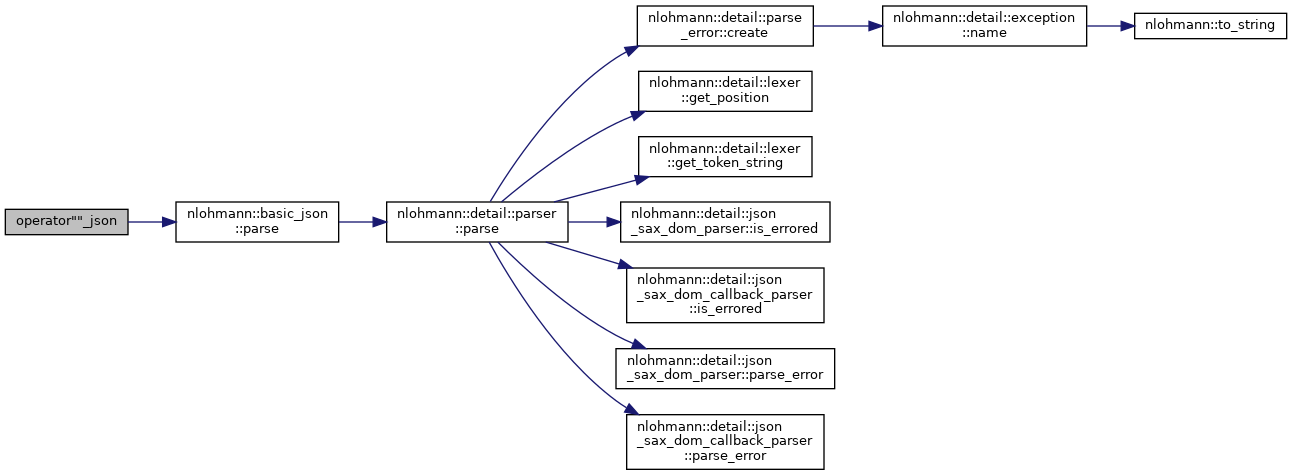 nlohmann::detail::parse
_error::create
nlohmann::detail::exception
::name
nlohmann::to_string
nlohmann::detail::lexer
::get_position
nlohmann::detail::lexer
::get_token_string
operator""_json
nlohmann::basic_json
::parse
nlohmann::detail::parser
::parse
nlohmann::detail::json
_sax_dom_parser::is_errored
nlohmann::detail::json
_sax_dom_callback_parser
::is_errored
nlohmann::detail::json
_sax_dom_parser::parse_error
nlohmann::detail::json
_sax_dom_callback_parser
::parse_error